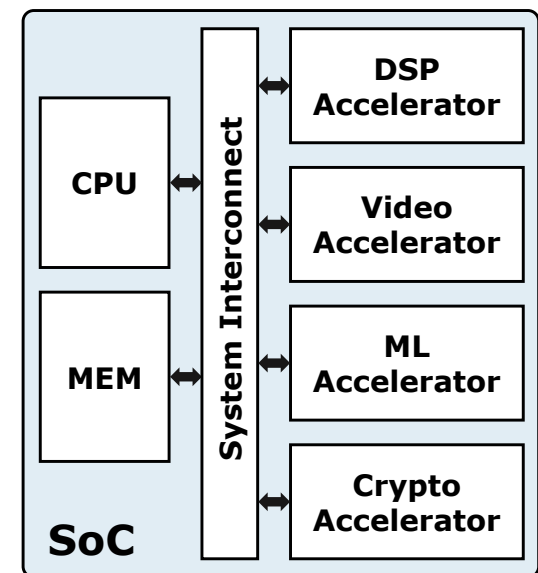 CPU
MEM
SoC
System Interconnect
DSP
Accelerator
Video
Accelerator
ML
Accelerator
Crypto
Accelerator